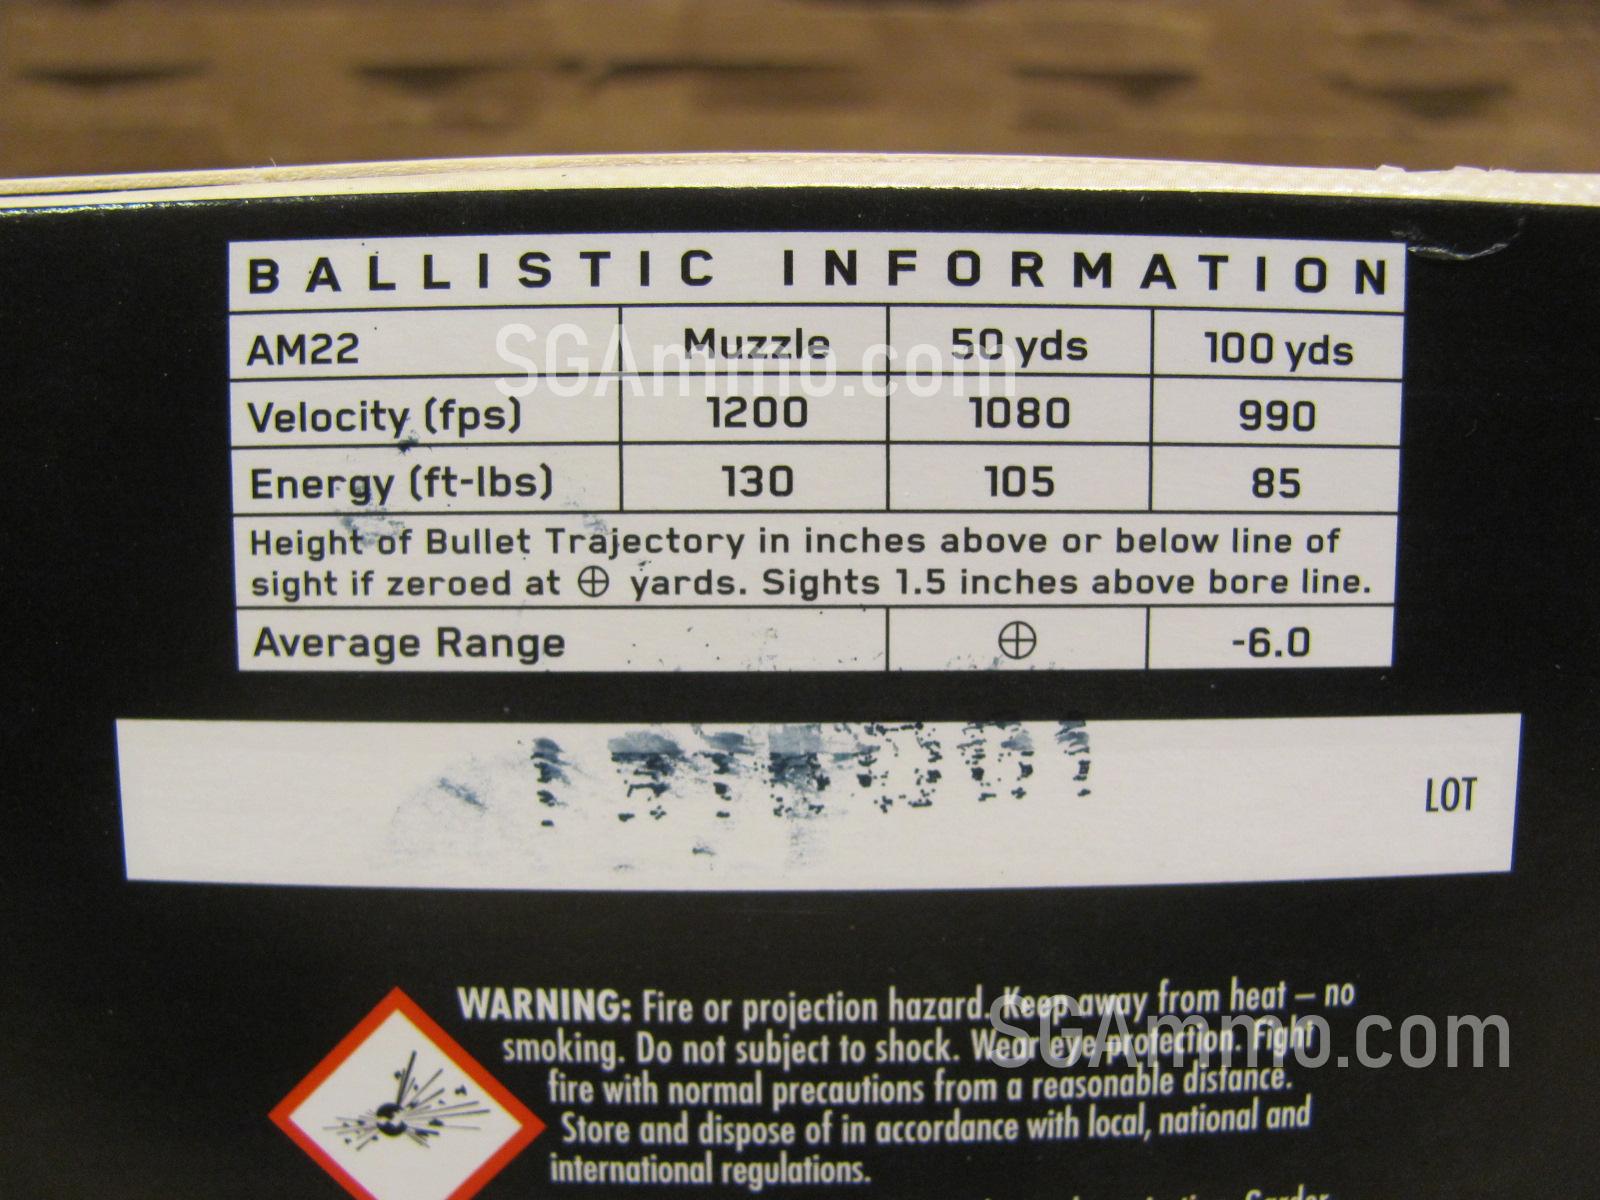 BALLISTIC INFORMATION
AM22 Muzzle 50 yds 100 yds
SGAmmo.com
Velocity (fps) 1200 1080 990
Energy (ft-lbs) 130 105 85
Height of Bullet Trajectory in inches above or below line of
sight if zeroed at ⊕ yards. Sights 1.5 inches above bore line.
Average Range ⊕ -6.0
LOT
WARNING: Fire or projection hazard. Keep away from heat – no
smoking. Do not subject to shock. Wear eye protection. Fight
SGAmmo.com
fire with normal precautions from a reasonable distance.
Store and dispose of in accordance with local, national and
international regulations.